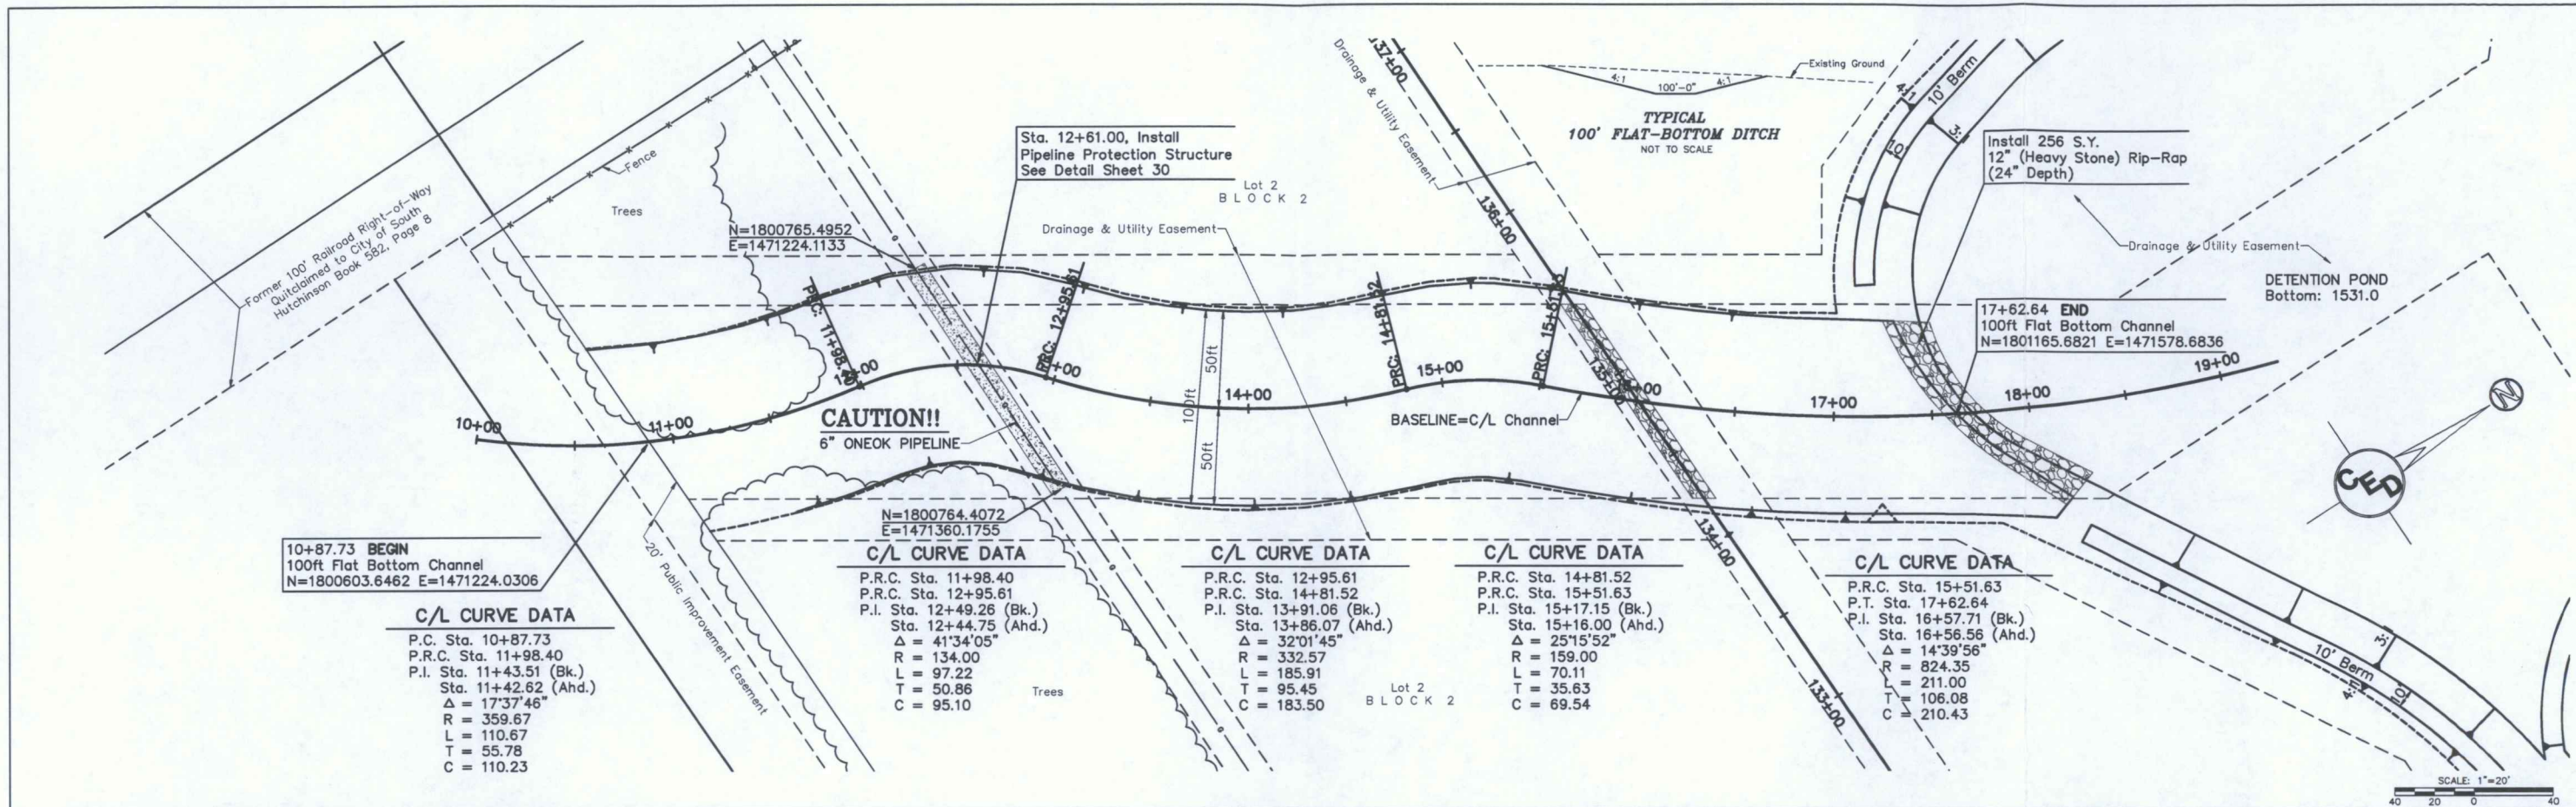 Former 100' Railroad Right-of-Way
Quitclaimed to City of South
Hutchinson Book 582, Page 8
Fence
Trees
Sta. 12+61.00, Install
Pipeline Protection Structure
See Detail Sheet 30
N=1800765.4952
E=1471224.1133
Lot 2
BLOCK 2
Drainage & Utility Easement
Drainage & Utility Easement
137+00
136+00
135+00
134+00
133+00
4:1
100'-0"
4:1
Existing Ground
TYPICAL
100' FLAT-BOTTOM DITCH
NOT TO SCALE
4:1
10' Berm
3:
10'
Install 256 S.Y.
12" (Heavy Stone) Rip-Rap
(24" Depth)
Drainage & Utility Easement
DETENTION POND
Bottom: 1531.0
17+62.64 END
100ft Flat Bottom Channel
N=1801165.6821 E=1471578.6836
PRC: 12+95.61
PRC: 14+81.52
PRC: 15+51.63
10+00
11+00
12+00
14+00
15+00
17+00
18+00
19+00
50ft
100ft
50ft
CAUTION!!
6" ONEOK PIPELINE
BASELINE=C/L Channel
N
CED
N=1800764.4072
E=1471360.1755
10+87.73 BEGIN
100ft Flat Bottom Channel
N=1800603.6462 E=1471224.0306
20' Public Improvement Easement
C/L CURVE DATA
P.C. Sta. 10+87.73
P.R.C. Sta. 11+98.40
P.I. Sta. 11+43.51 (Bk.)
Sta. 11+42.62 (Ahd.)
Δ = 17°37'46"
R = 359.67
L = 110.67
T = 55.78
C = 110.23
C/L CURVE DATA
P.R.C. Sta. 11+98.40
P.R.C. Sta. 12+95.61
P.I. Sta. 12+49.26 (Bk.)
Sta. 12+44.75 (Ahd.)
Δ = 41°34'05"
R = 134.00
L = 97.22
T = 50.86
C = 95.10
Trees
C/L CURVE DATA
P.R.C. Sta. 12+95.61
P.R.C. Sta. 14+81.52
P.I. Sta. 13+91.06 (Bk.)
Sta. 13+86.07 (Ahd.)
Δ = 32°01'45"
R = 332.57
L = 185.91
T = 95.45
C = 183.50
Lot 2
BLOCK 2
C/L CURVE DATA
P.R.C. Sta. 14+81.52
P.R.C. Sta. 15+51.63
P.I. Sta. 15+17.15 (Bk.)
Sta. 15+16.00 (Ahd.)
Δ = 25°15'52"
R = 159.00
L = 70.11
T = 35.63
C = 69.54
C/L CURVE DATA
P.R.C. Sta. 15+51.63
P.T. Sta. 17+62.64
P.I. Sta. 16+57.71 (Bk.)
Sta. 16+56.56 (Ahd.)
Δ = 14°39'56"
R = 824.35
L = 211.00
T = 106.08
C = 210.43
3:
10' Berm
4:1
10'
SCALE: 1"=20'
40 20 0 40